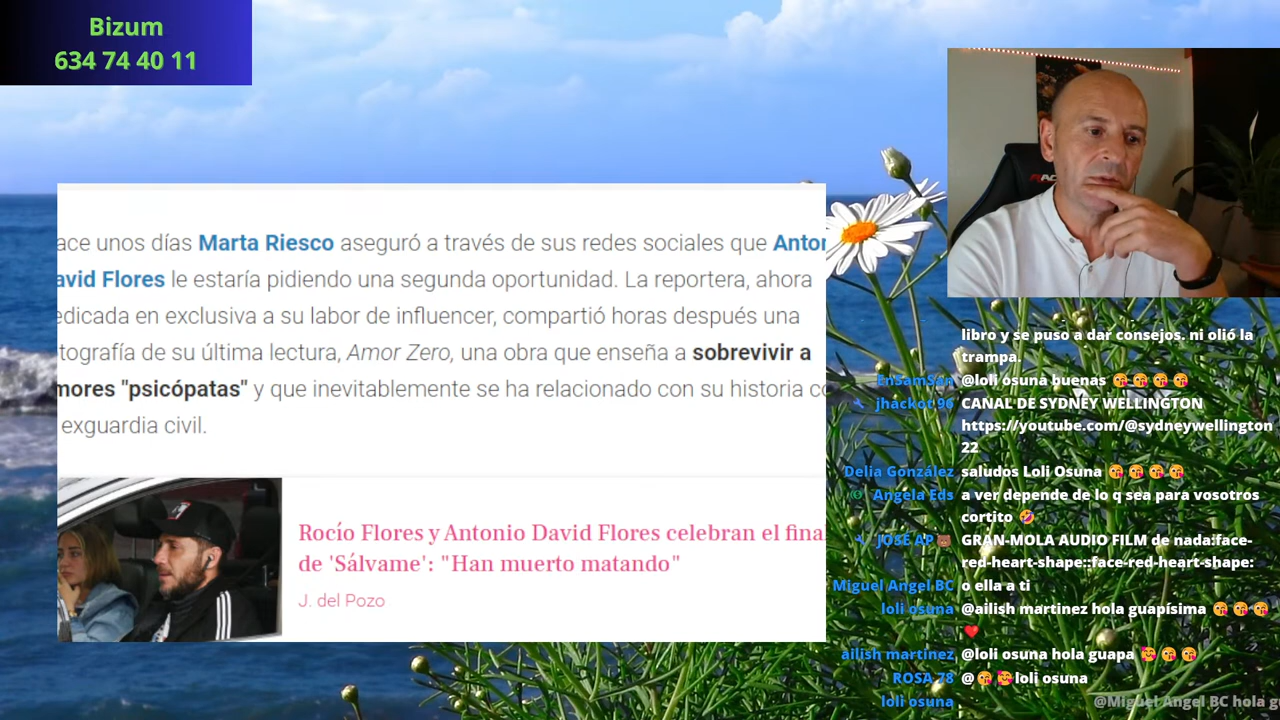 Bizum
634 74 40 11
ace unos días Marta Riesco aseguró a través de sus redes sociales que Anton
avid Flores le estaría pidiendo una segunda oportunidad. La reportera, ahora
edicada en exclusiva a su labor de influencer, compartió horas después una
tografía de su última lectura, Amor Zero, una obra que enseña a sobrevivir a
mores "psicópatas" y que inevitablemente se ha relacionado con su historia co
exguardia civil.
Rocío Flores y Antonio David Flores celebran el final
de 'Sálvame': "Han muerto matando"
J. del Pozo
libro y se puso a dar consejos. ni olió la
trampa.
EnSamSan @loli osuna buenas 😘😘😘😘
jhackot 96 CANAL DE SYDNEY WELLINGTON
https://youtube.com/@sydneywellington
22
Delia González saludos Loli Osuna 😘😘😘😘
Angela Eds a ver depende de lo q sea para vosotros
cortito 🤣
JOSE AP🐻 GRAN-MOLA AUDIO FILM de nada:face-
red-heart-shape::face-red-heart-shape:
Miguel Angel BC o ella a ti
loli osuna @ailish martinez hola guapísima 😘😘😘
❤️
ailish martinez @loli osuna hola guapa 🥰😘😘
ROSA 78 @😘🥰loli osuna
loli osuna @Miguel Angel BC hola g